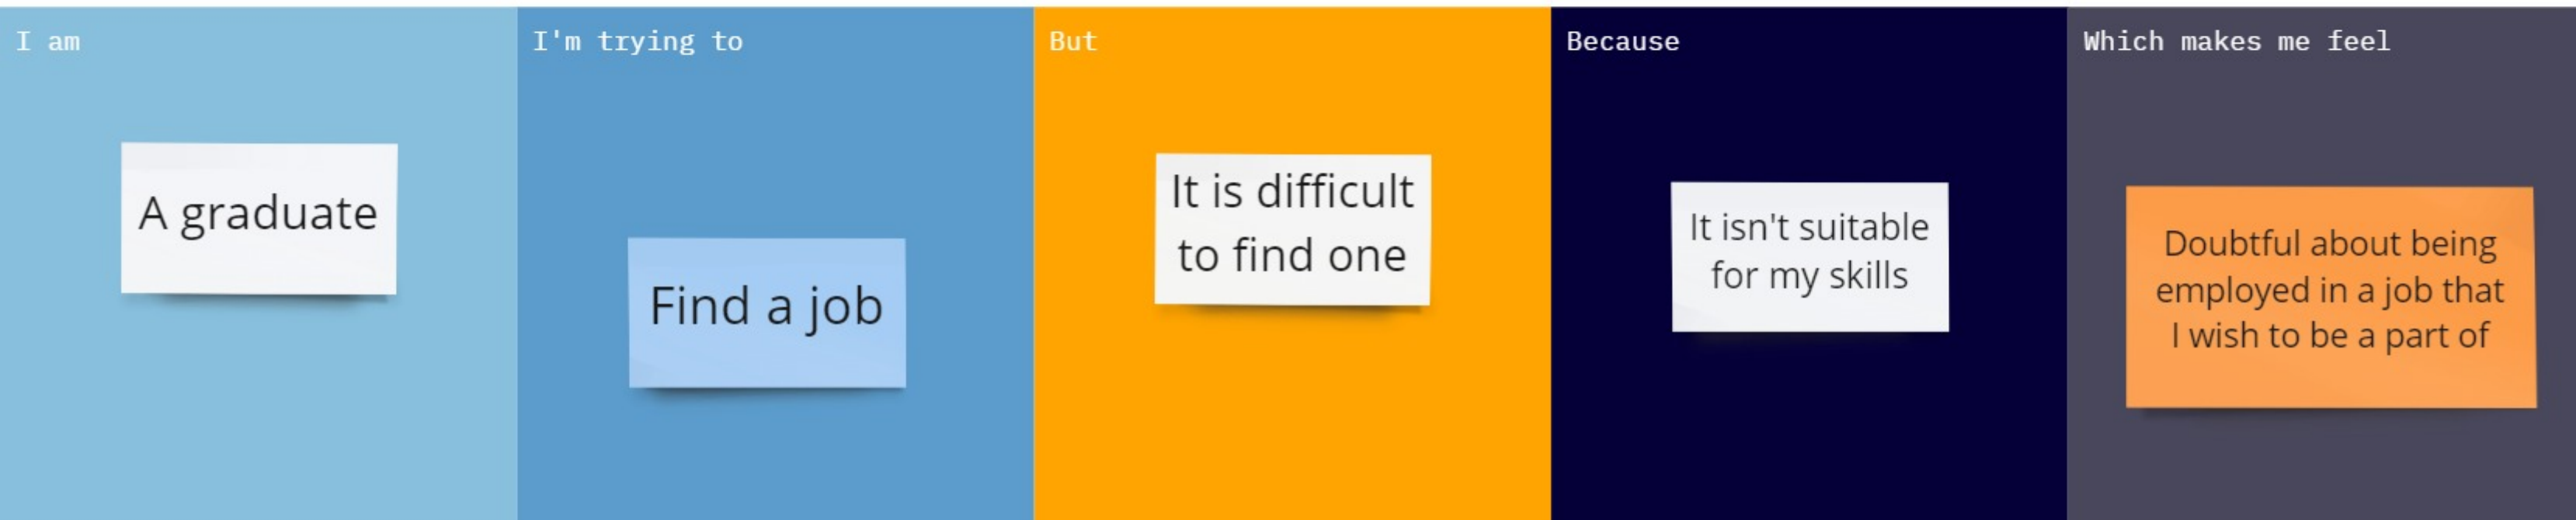 I am
A graduate
I'm trying to
Find a job
But
It is difficult
to find one
Because
It isn't suitable
for my skills
Which makes me feel
Doubtful about being
employed in a job that
I wish to be a part of